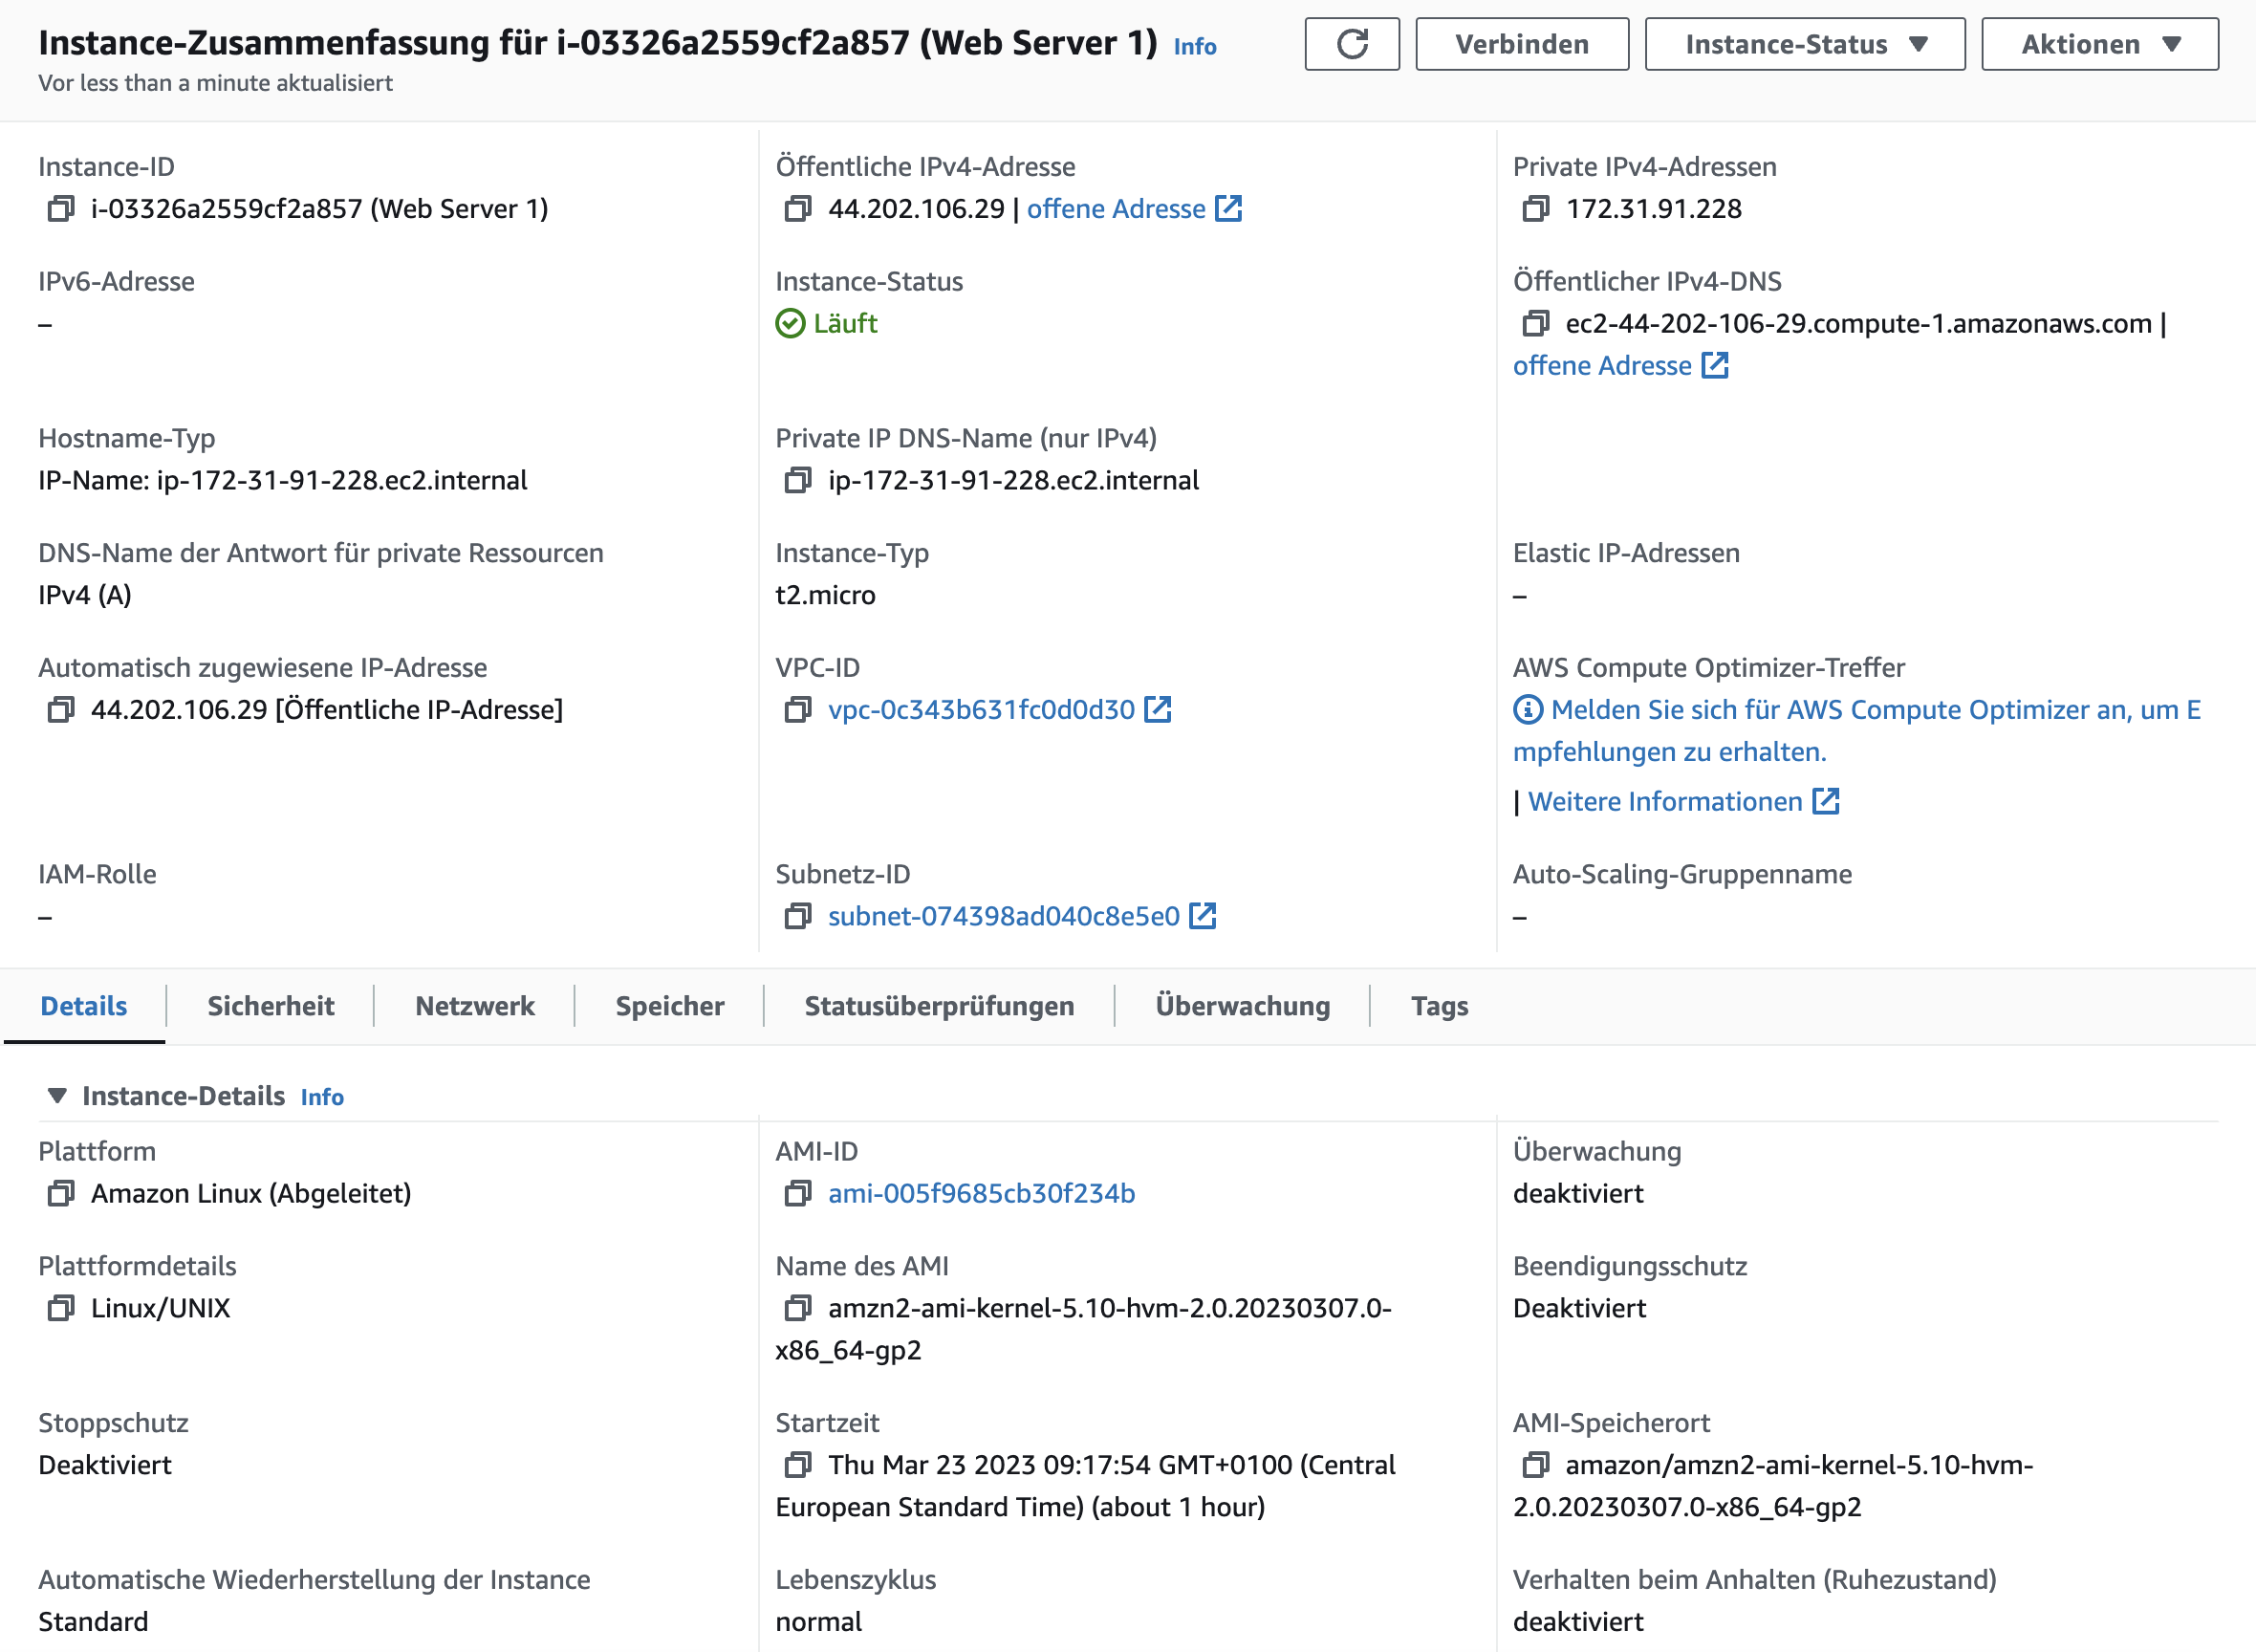 Instance-Zusammenfassung für i-03326a2559cf2a857 (Web Server 1) Info
Vor less than a minute aktualisiert
Verbinden
Instance-Status
Aktionen
Instance-ID
i-03326a2559cf2a857 (Web Server 1)
Öffentliche IPv4-Adresse
44.202.106.29 | offene Adresse
Private IPv4-Adressen
172.31.91.228
IPv6-Adresse
–
Instance-Status
Läuft
Öffentlicher IPv4-DNS
ec2-44-202-106-29.compute-1.amazonaws.com |
offene Adresse
Hostname-Typ
IP-Name: ip-172-31-91-228.ec2.internal
Private IP DNS-Name (nur IPv4)
ip-172-31-91-228.ec2.internal
DNS-Name der Antwort für private Ressourcen
IPv4 (A)
Instance-Typ
t2.micro
Elastic IP-Adressen
–
Automatisch zugewiesene IP-Adresse
44.202.106.29 [Öffentliche IP-Adresse]
VPC-ID
vpc-0c343b631fc0d0d30
AWS Compute Optimizer-Treffer
Melden Sie sich für AWS Compute Optimizer an, um E
mpfehlungen zu erhalten.
| Weitere Informationen
IAM-Rolle
–
Subnetz-ID
subnet-074398ad040c8e5e0
Auto-Scaling-Gruppenname
–
Details
Sicherheit
Netzwerk
Speicher
Statusüberprüfungen
Überwachung
Tags
Instance-Details Info
Plattform
Amazon Linux (Abgeleitet)
AMI-ID
ami-005f9685cb30f234b
Überwachung
deaktiviert
Plattformdetails
Linux/UNIX
Name des AMI
amzn2-ami-kernel-5.10-hvm-2.0.20230307.0-
x86_64-gp2
Beendigungsschutz
Deaktiviert
Stoppschutz
Deaktiviert
Startzeit
Thu Mar 23 2023 09:17:54 GMT+0100 (Central
European Standard Time) (about 1 hour)
AMI-Speicherort
amazon/amzn2-ami-kernel-5.10-hvm-
2.0.20230307.0-x86_64-gp2
Automatische Wiederherstellung der Instance
Standard
Lebenszyklus
normal
Verhalten beim Anhalten (Ruhezustand)
deaktiviert